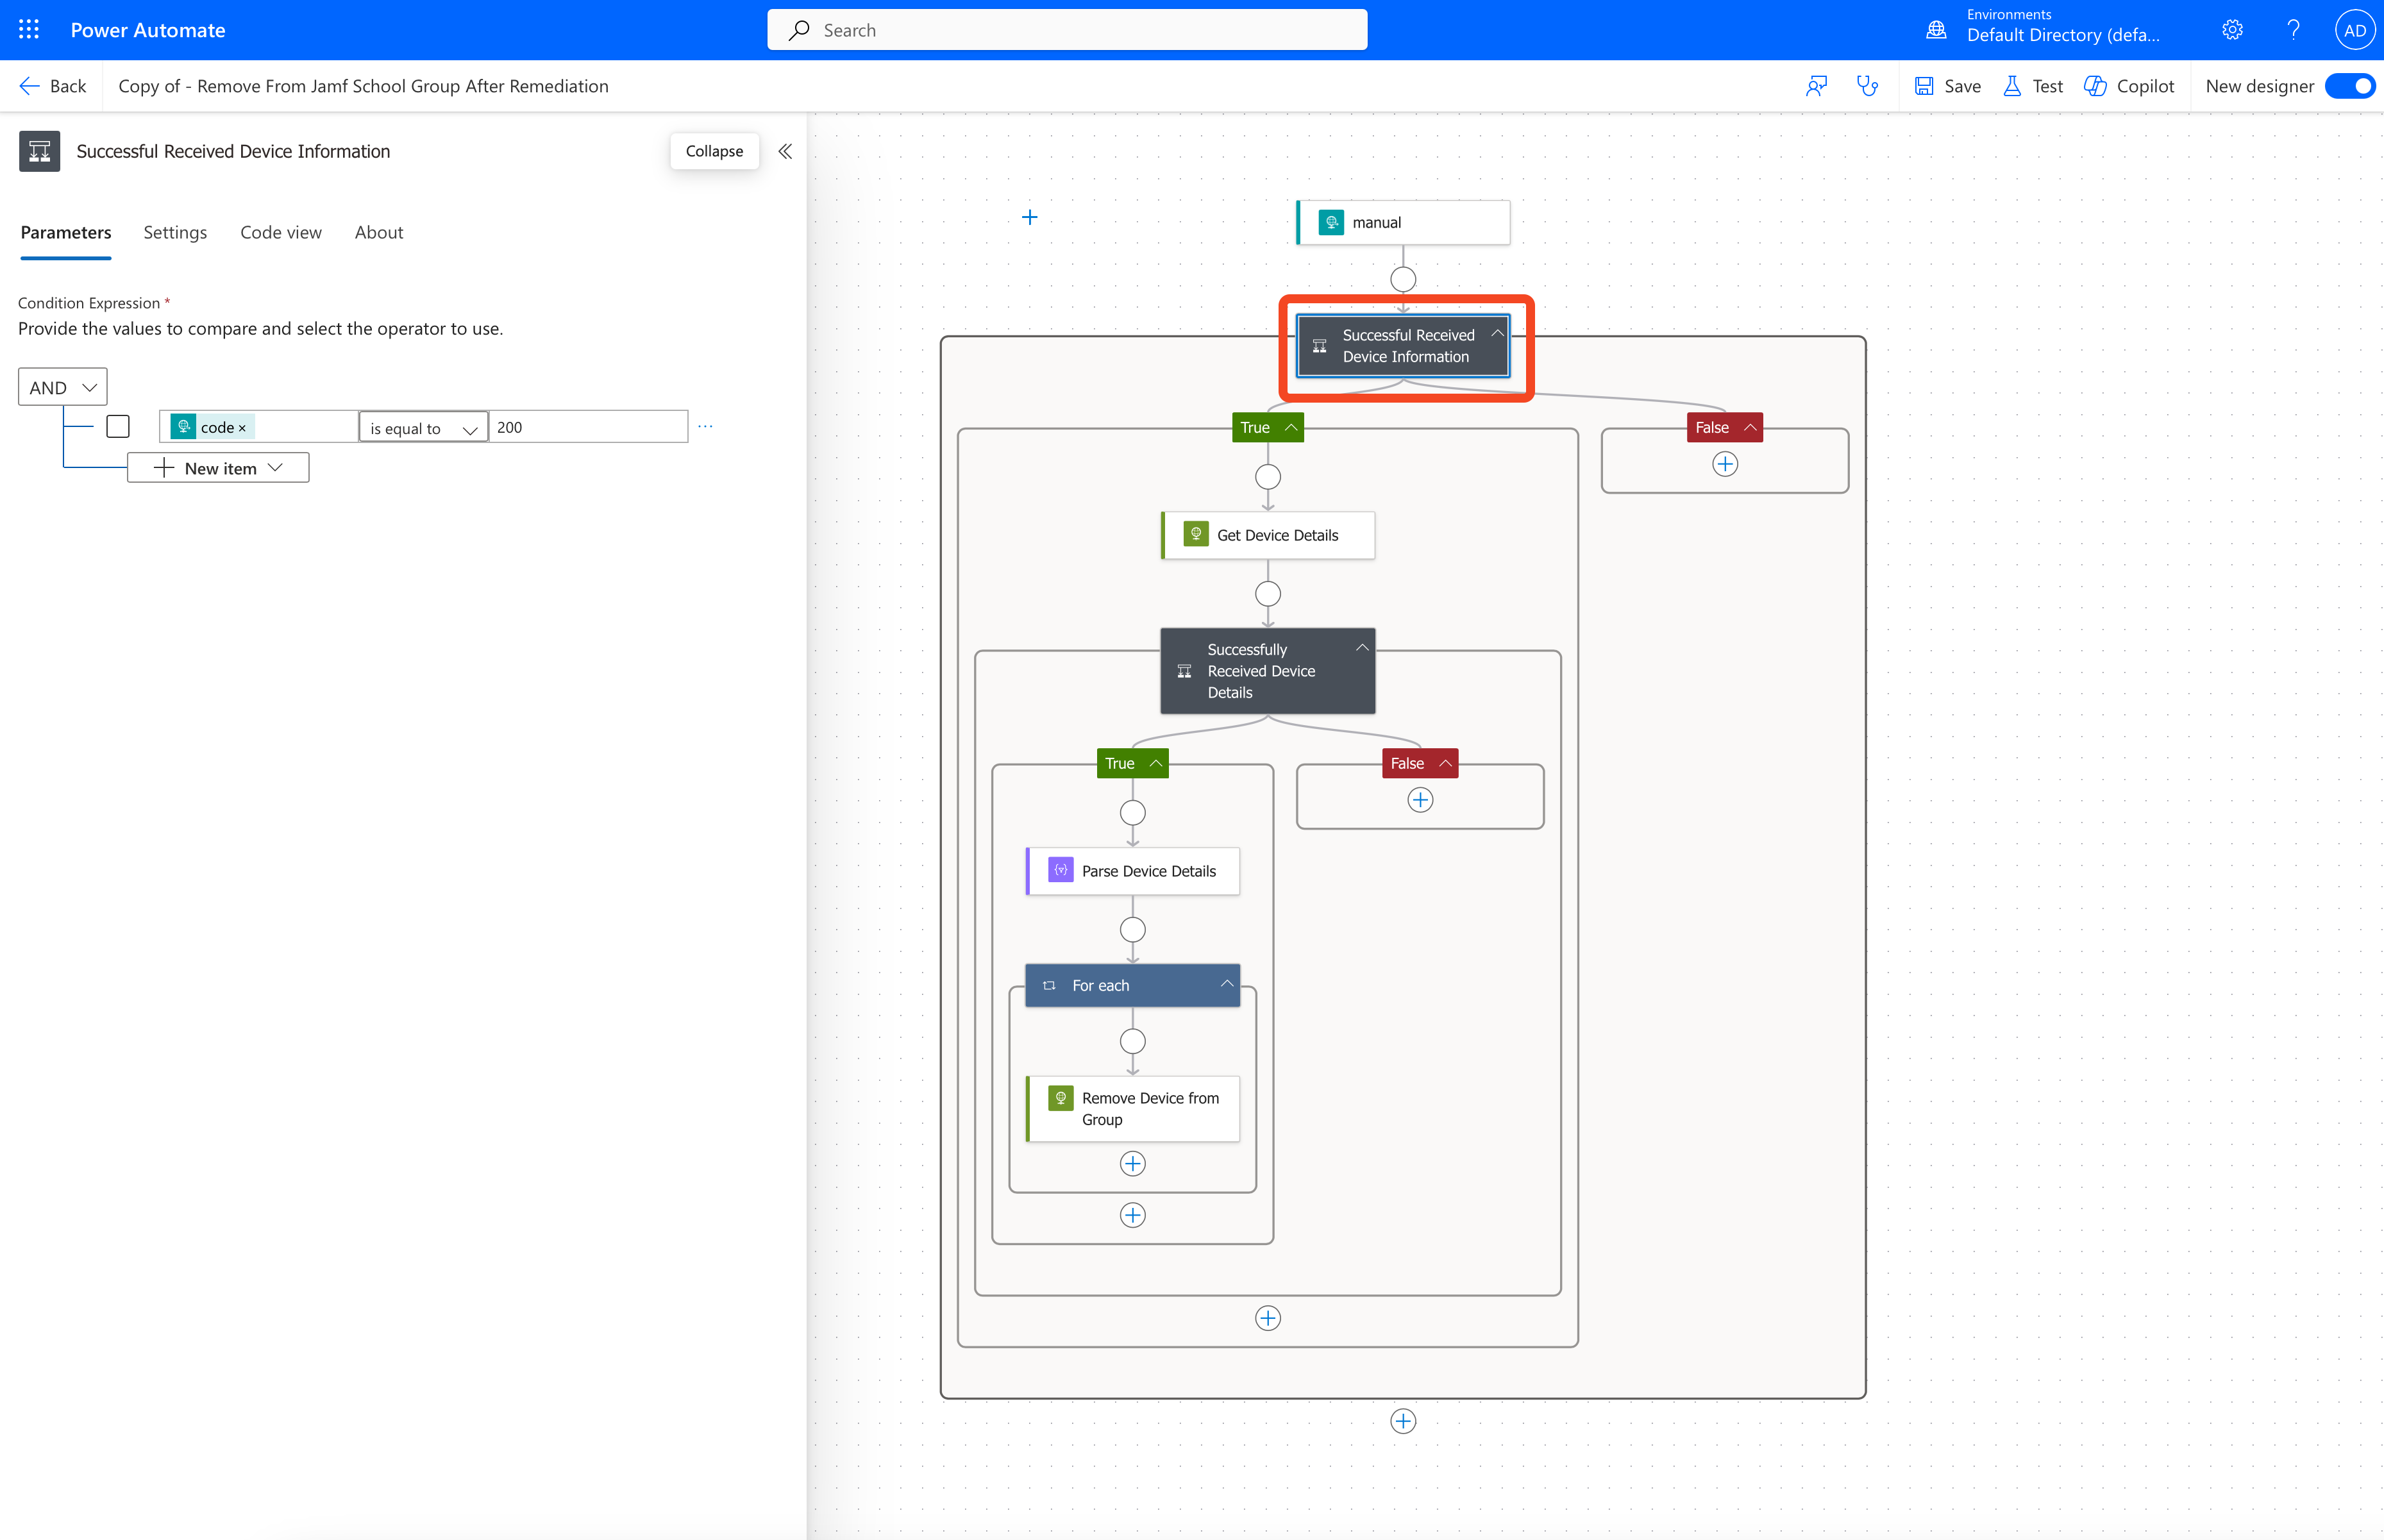 Power Automate
Search
Environments
Default Directory (defa...
?
AD
Back
Copy of - Remove From Jamf School Group After Remediation
Save
Test
Copilot
New designer
Successful Received Device Information
Collapse
Parameters
Settings
Code view
About
Condition Expression *
Provide the values to compare and select the operator to use.
AND
code ×
is equal to
200
...
New item
manual
Successful Received
Device Information
True
False
Get Device Details
Successfully
Received Device
Details
True
False
Parse Device Details
For each
Remove Device from
Group